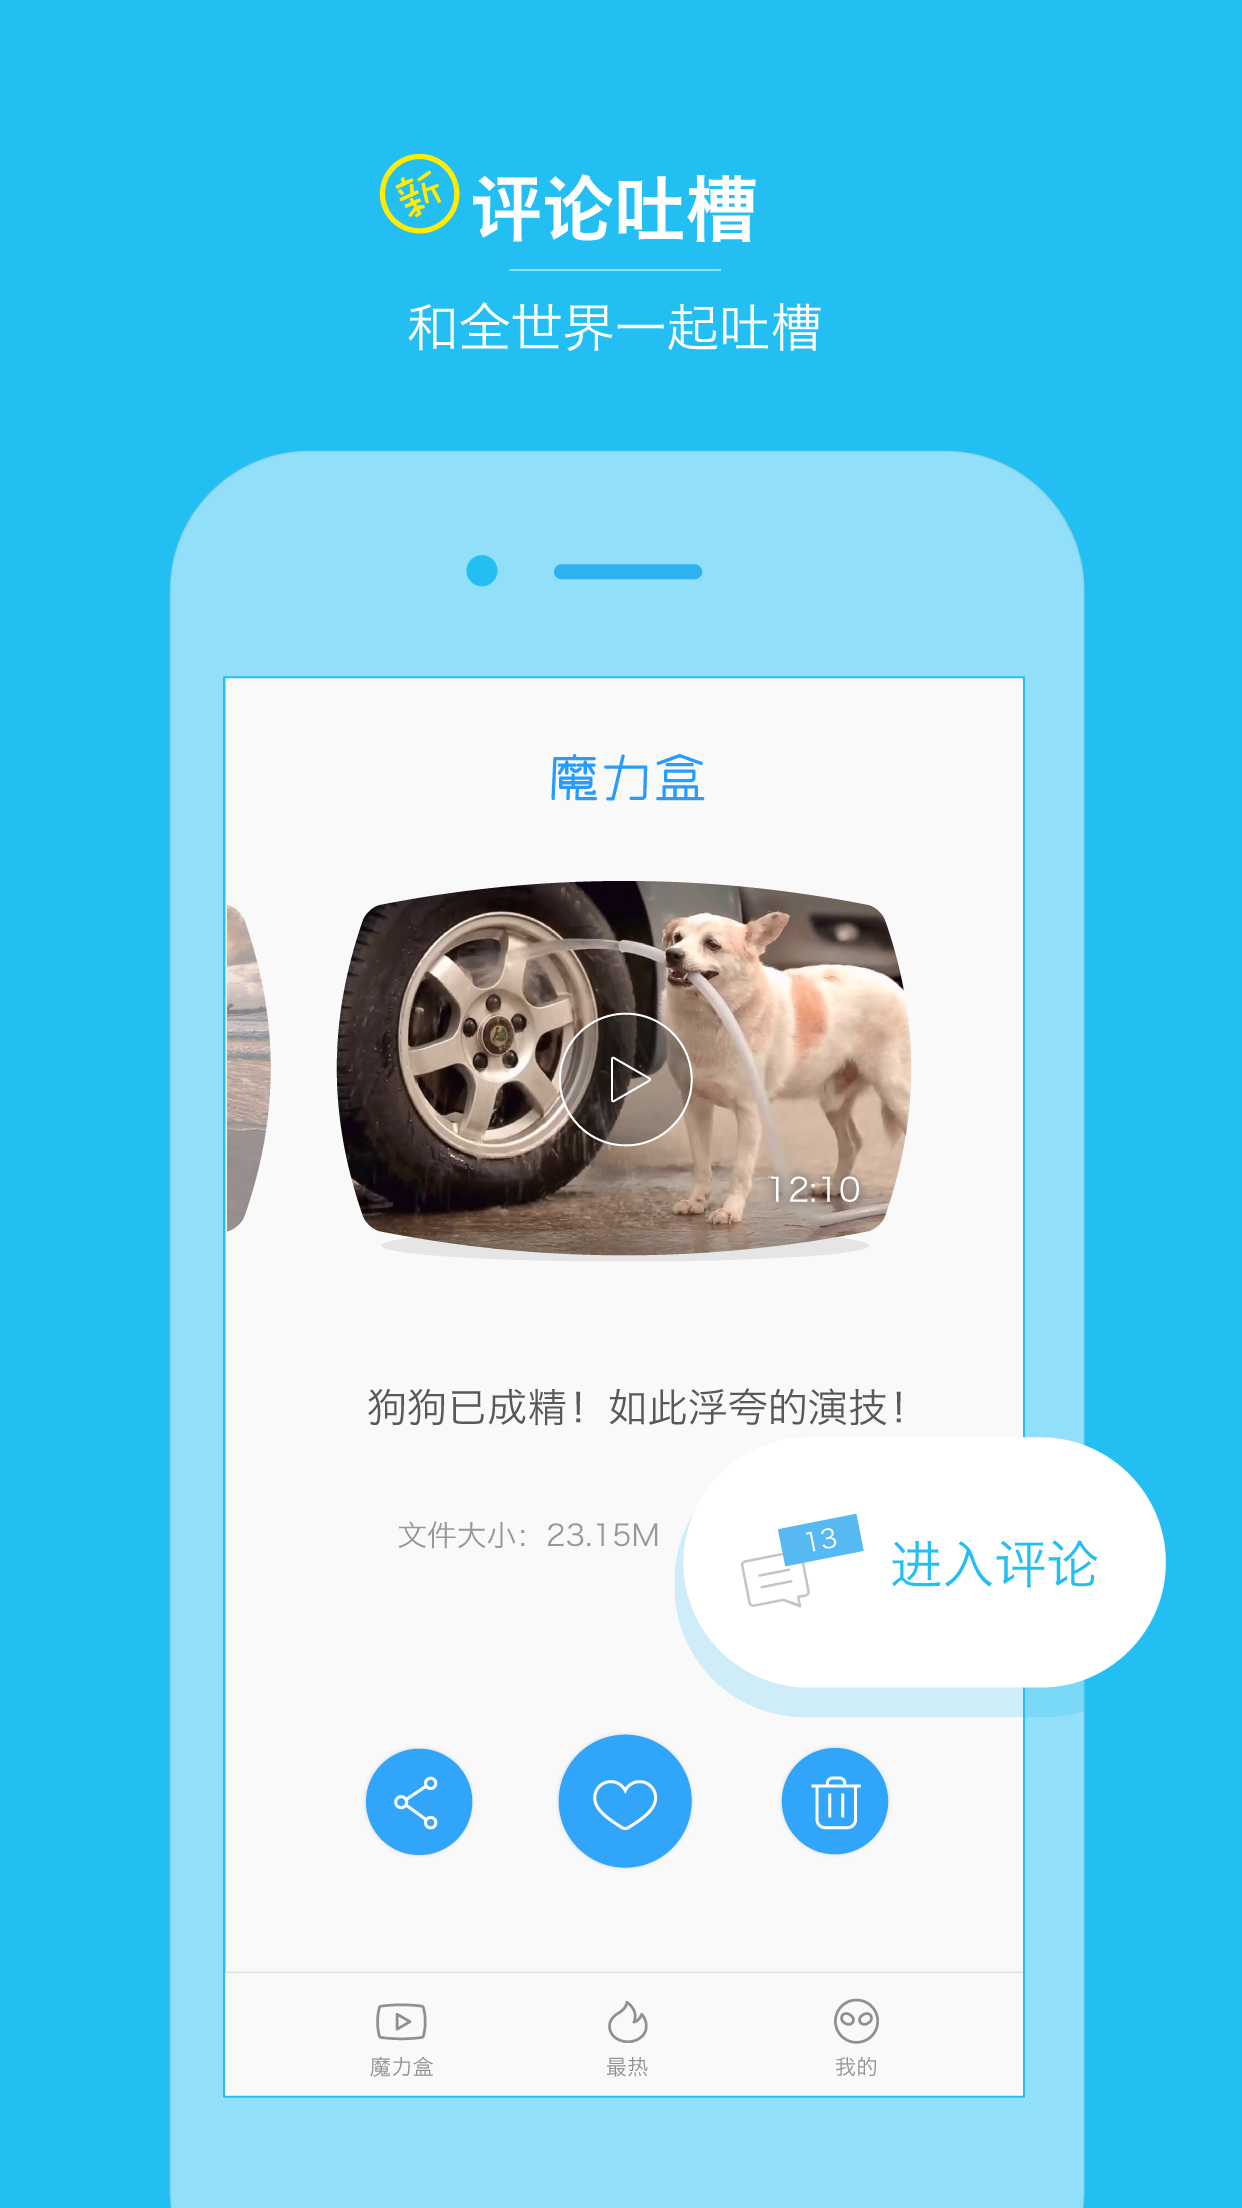 新 评论吐槽
和全世界一起吐槽
魔力盒
12:10
狗狗已成精！如此浮夸的演技！
文件大小：23.15M
13
进入评论
魔力盒 最热 我的